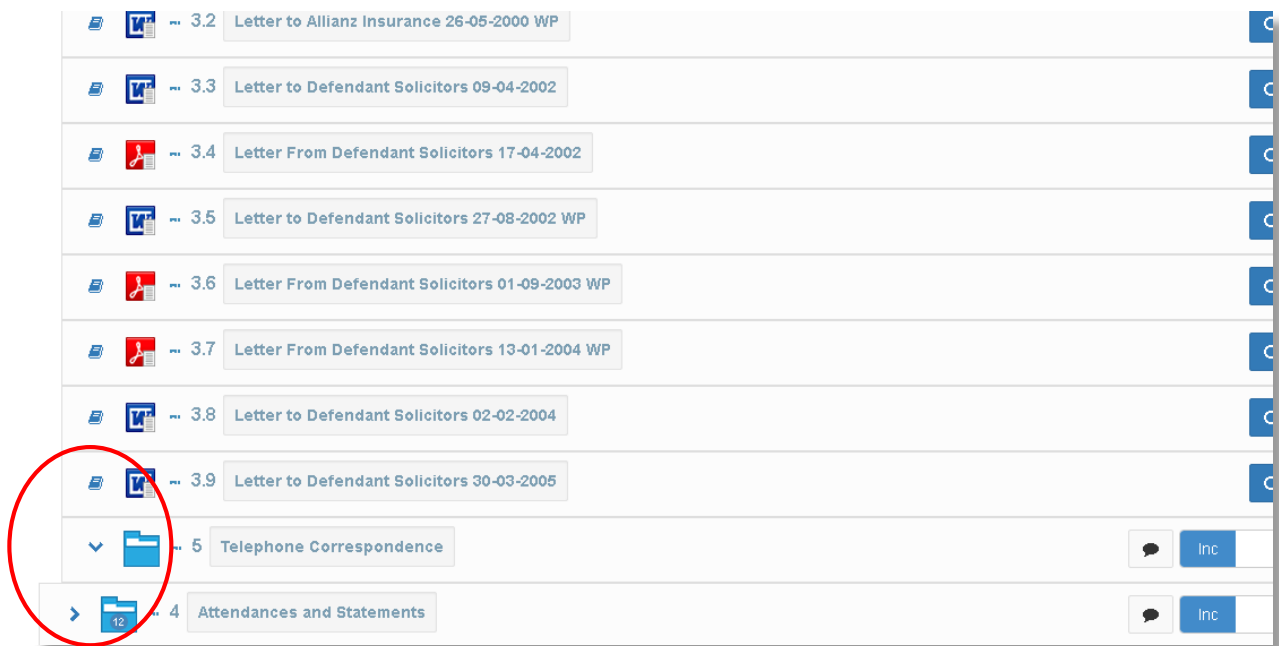 3.2 Letter to Allianz Insurance 26-05-2000 WP
3.3 Letter to Defendant Solicitors 09-04-2002
3.4 Letter From Defendant Solicitors 17-04-2002
3.5 Letter to Defendant Solicitors 27-08-2002 WP
3.6 Letter From Defendant Solicitors 01-09-2003 WP
3.7 Letter From Defendant Solicitors 13-01-2004 WP
3.8 Letter to Defendant Solicitors 02-02-2004
3.9 Letter to Defendant Solicitors 30-03-2005
5 Telephone Correspondence Inc
12 4 Attendances and Statements Inc